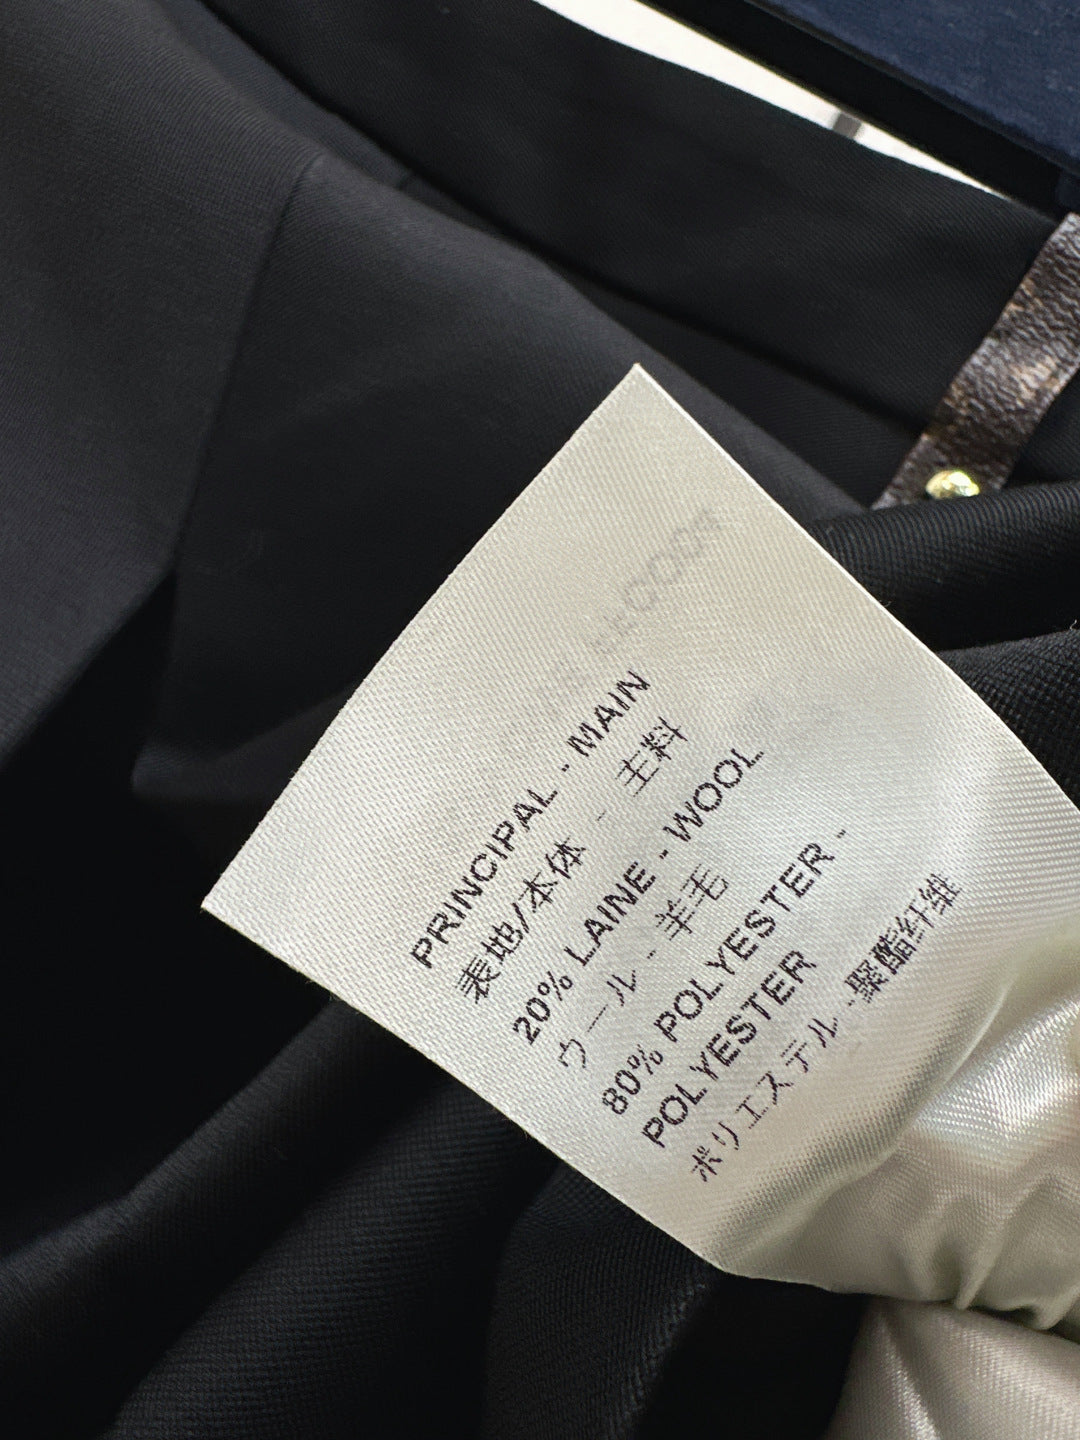 PRINCIPAL - MAIN
表地/本体 - 主料
20% LAINE - WOOL
ウール - 羊毛
80% POLYESTER -
POLYESTER
ポリエステル - 聚酯纤维